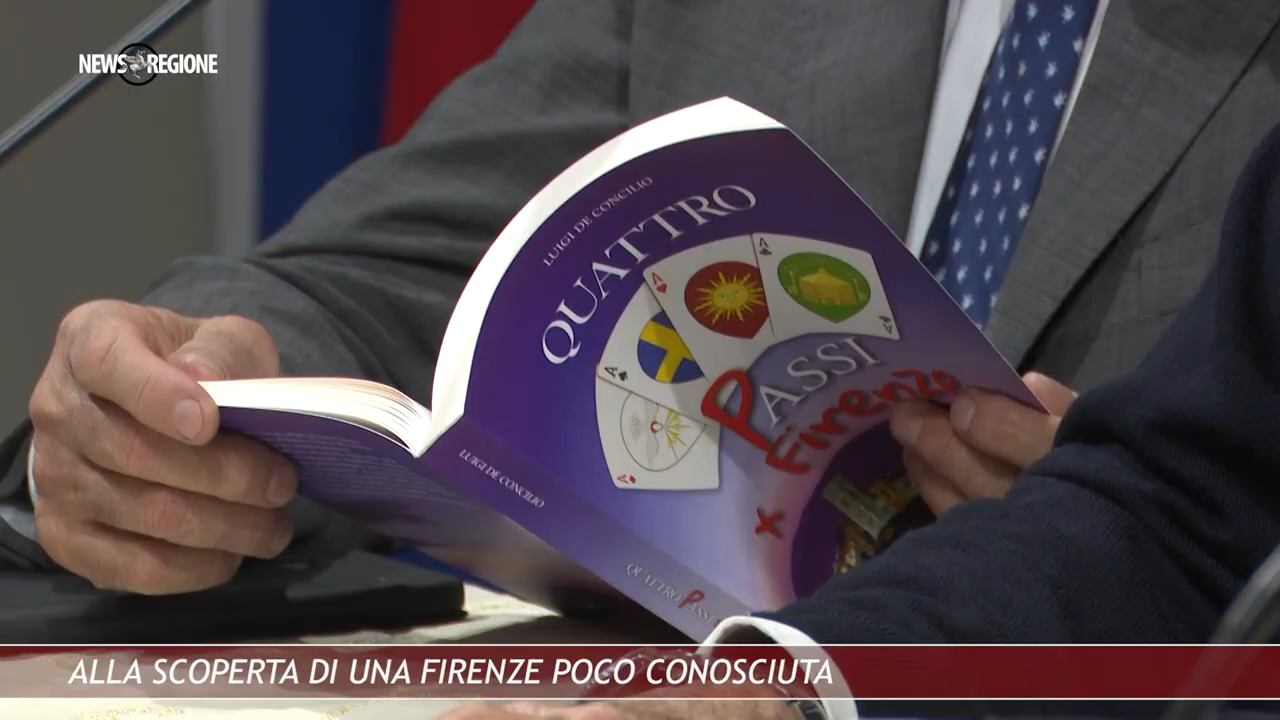 NEWS REGIONE
LUIGI DE CONCILIO
QUATTRO
A
A
A
PASSI
x Firenze
LUIGI DE CONCILIO
QUATTRO PASSI
ALLA SCOPERTA DI UNA FIRENZE POCO CONOSCIUTA